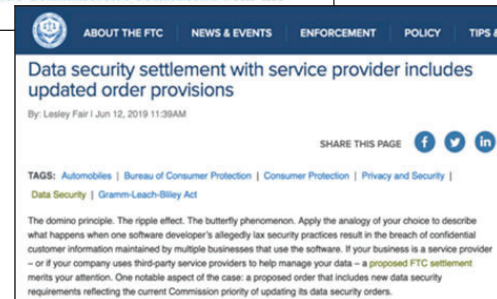 ABOUT THE FTC NEWS & EVENTS ENFORCEMENT POLICY TIPS &
Data security settlement with service provider includes
updated order provisions
By: Lesley Fair | Jun 12, 2019 11:39AM
SHARE THIS PAGE
TAGS: Automobiles | Bureau of Consumer Protection | Consumer Protection | Privacy and Security |
Data Security | Gramm-Leach-Bliley Act
The domino principle. The ripple effect. The butterfly phenomenon. Apply the analogy of your choice to describe
what happens when one software developer's allegedly lax security practices result in the breach of confidential
customer information maintained by multiple businesses that use the software. If your business is a service provider
– or if your company uses third-party service providers to help manage your data – a proposed FTC settlement
merits your attention. One notable aspect of the case: a proposed order that includes new data security
requirements reflecting the current Commission priority of updating its data security orders.